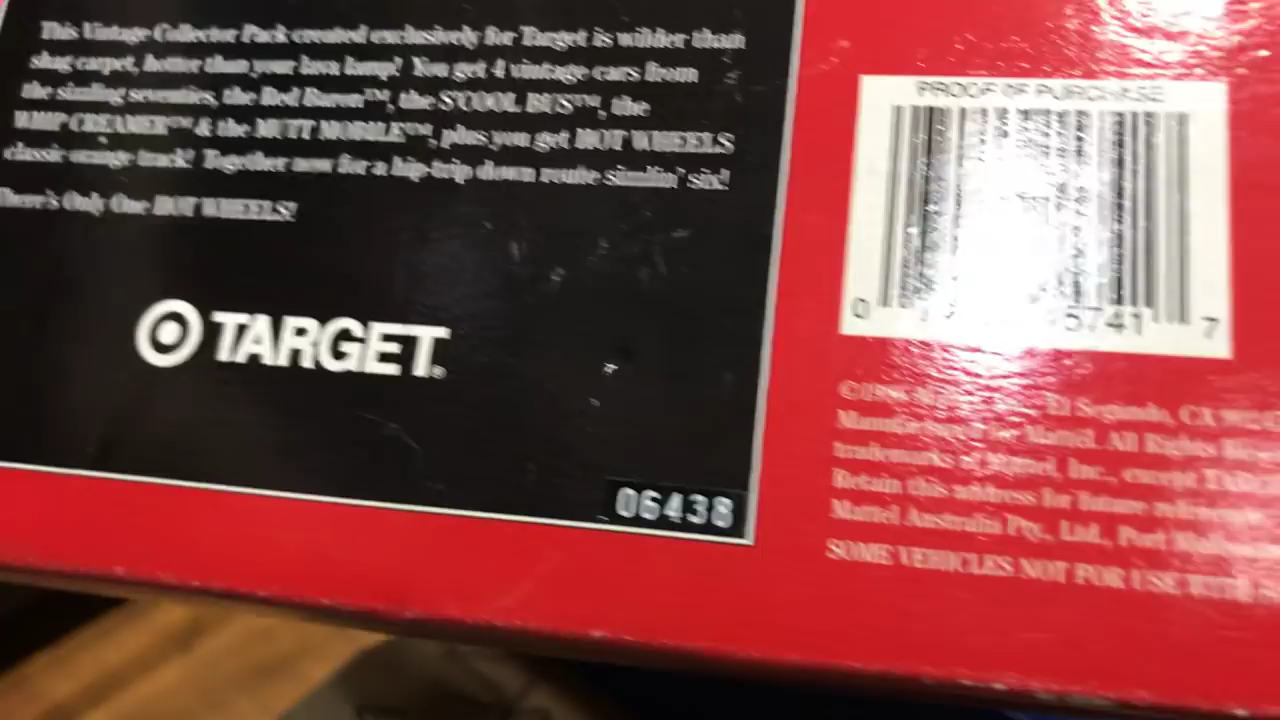 This Vintage Collector Pack created exclusively for Target is wilder than
shag carpet, hotter than your lava lamp! You get 4 vintage cars from
the sizzling seventies, the Red Baron™, the S'COOL BUS™, the
WHIP CREAMER™ & the MUTT MOBILE™, plus you get HOT WHEELS
classic orange track! Together now for a hip-trip down route sizzlin' six!
There's Only One HOT WHEELS!
TARGET®
06438
PROOF OF PURCHASE
0 5741 7
El Segundo, CA
for Mattel. All Rights
trademarks of Mattel, Inc., except
Retain this address for future
Mattel Australia Pty., Ltd., Port
SOME VEHICLES NOT FOR USE WITH